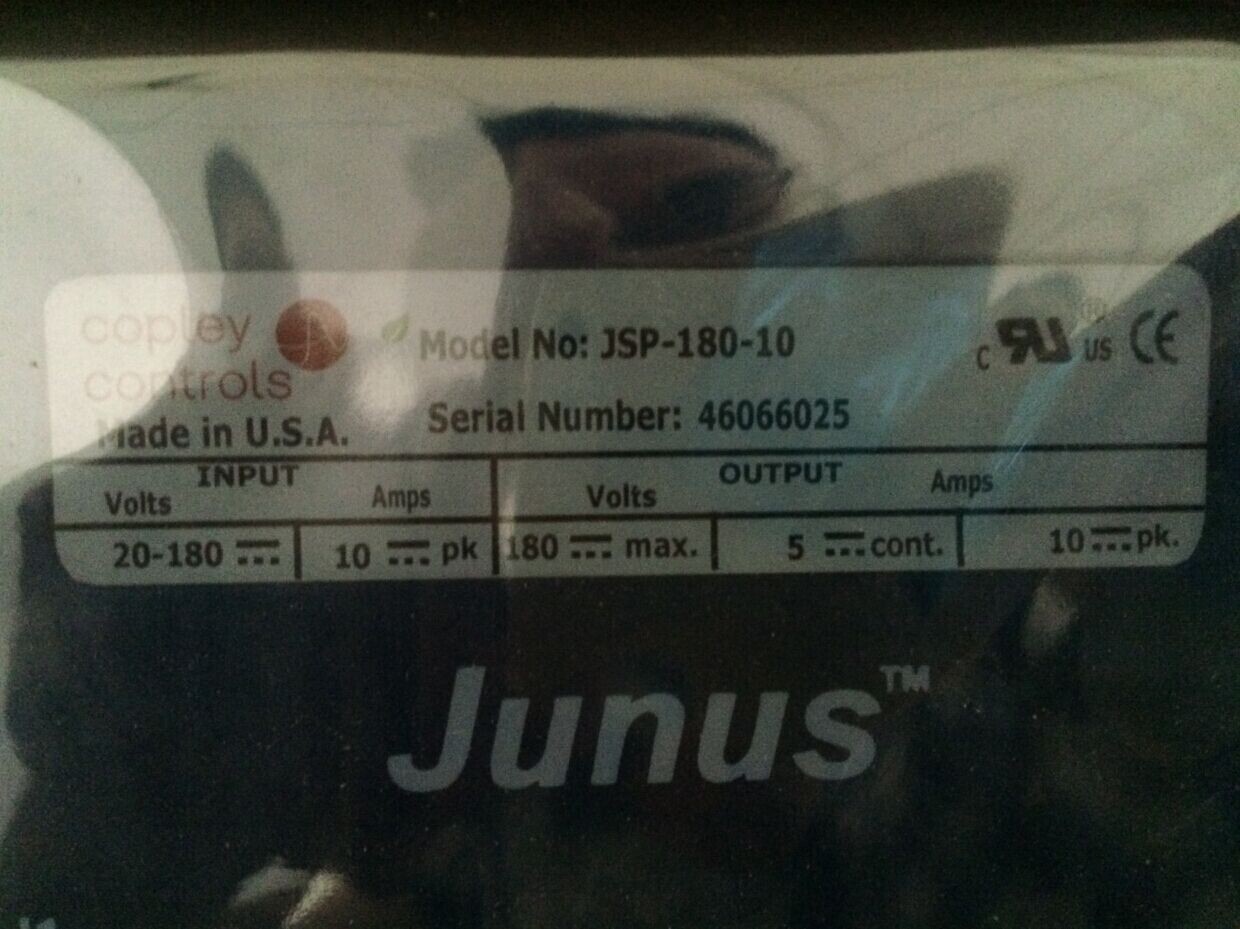 copley
controls
Made in U.S.A.
Model No: JSP-180-10
Serial Number: 46066025
c RU US CE
INPUT
OUTPUT
Volts Amps Volts Amps
20-180 ⎓ 10 ⎓ pk 180 ⎓ max. 5 ⎓ cont. 10 ⎓ pk.
Junus™